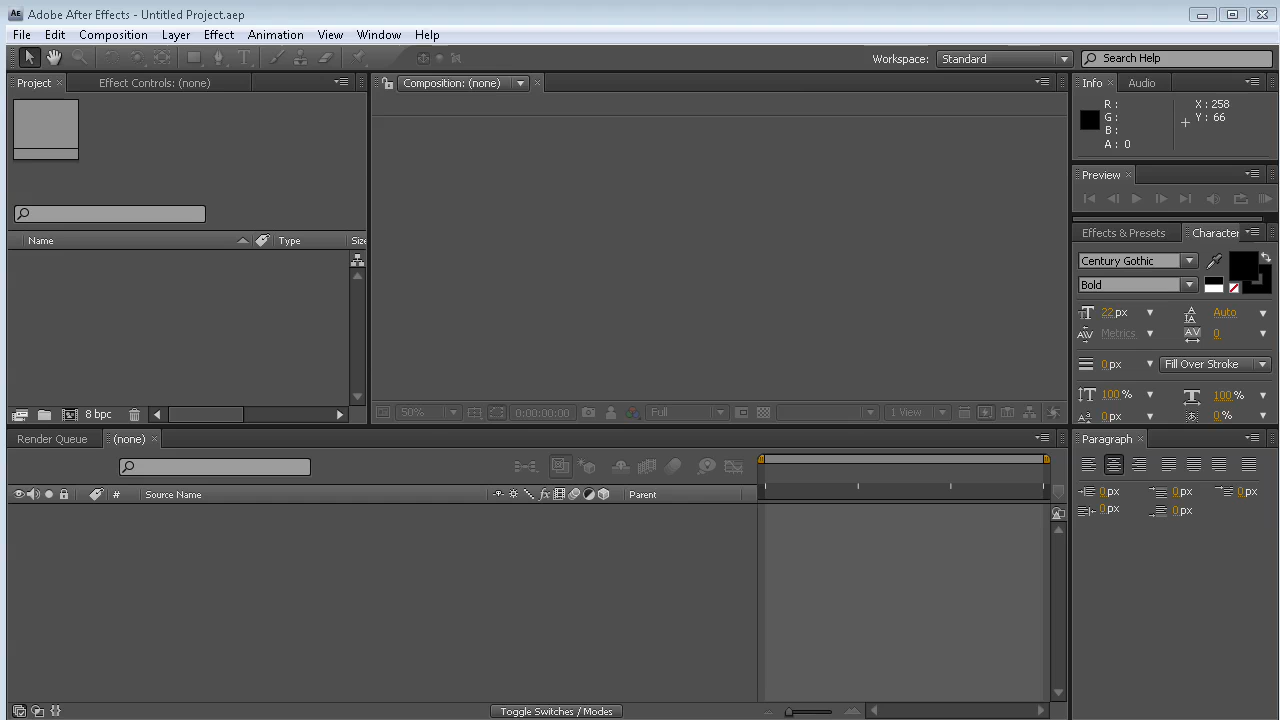 Adobe After Effects - Untitled Project.aep
File Edit Composition Layer Effect Animation View Window Help
Workspace: Standard Search Help
Project Effect Controls: (none) Composition: (none) Info Audio
R : X : 258
G : Y : 66
B :
A : 0
Preview
Effects & Presets Character
Name Type Size
Century Gothic
Bold
22 px Auto
Metrics 0
0 px Fill Over Stroke
100 % 100 %
0 px 0 %
8 bpc 50% 0:00:00:00 Full 1 View
Render Queue (none) Paragraph
# Source Name Parent
0 px 0 px 0 px
0 px 0 px
Toggle Switches / Modes